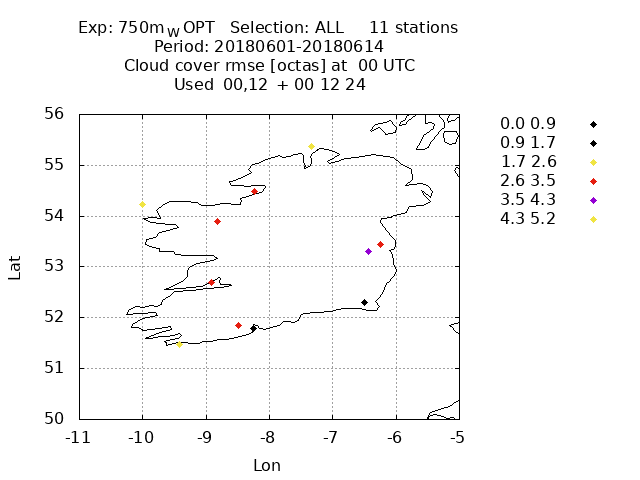 Exp: 750m_W OPT Selection: ALL 11 stations
Period: 20180601-20180614
Cloud cover rmse [octas] at 00 UTC
Used 00,12 + 00 12 24
56
55
54
53
52
51
50
-11 -10 -9 -8 -7 -6 -5
Lat
Lon
0.0 0.9
0.9 1.7
1.7 2.6
2.6 3.5
3.5 4.3
4.3 5.2